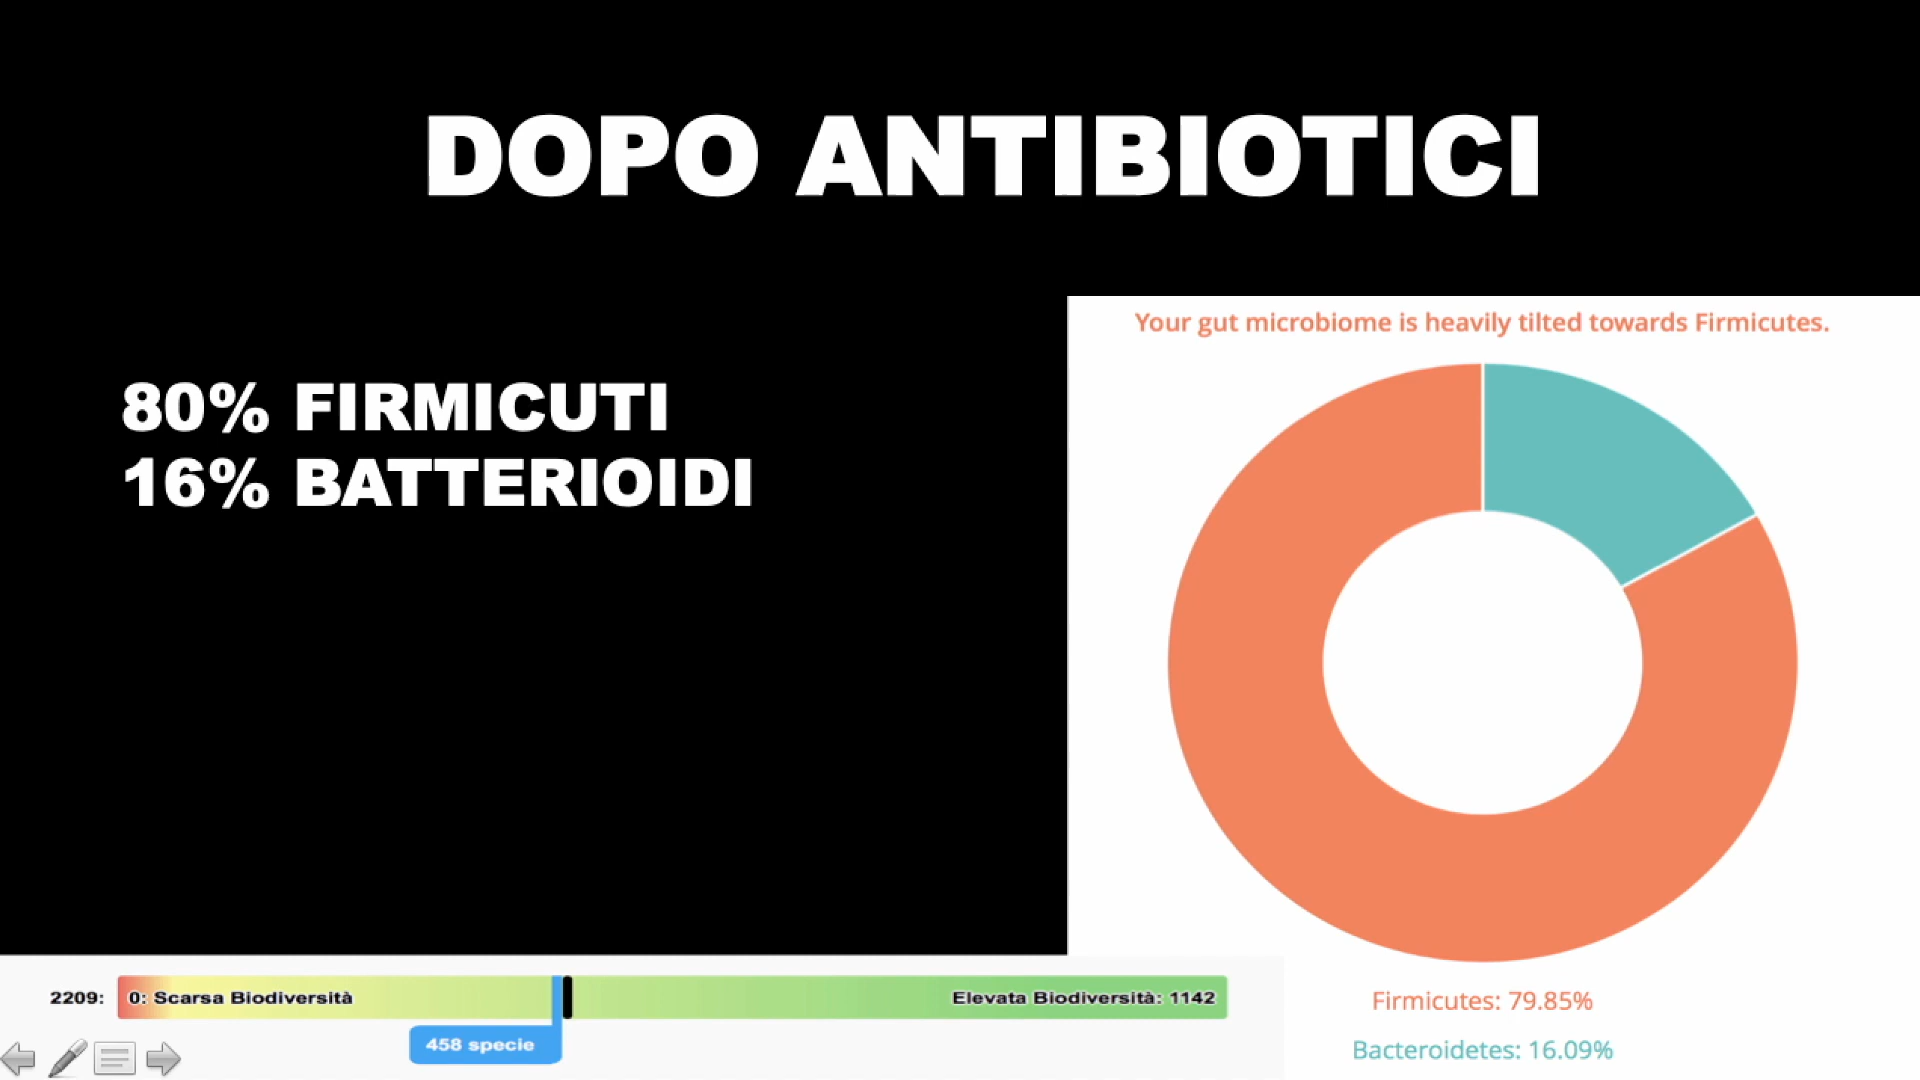 DOPO ANTIBIOTICI
80% FIRMICUTI
16% BATTERIOIDI
Your gut microbiome is heavily tilted towards Firmicutes.
Firmicutes: 79.85%
Bacteroidetes: 16.09%
2209: 0: Scarsa Biodiversità Elevata Biodiversità: 1142
458 specie